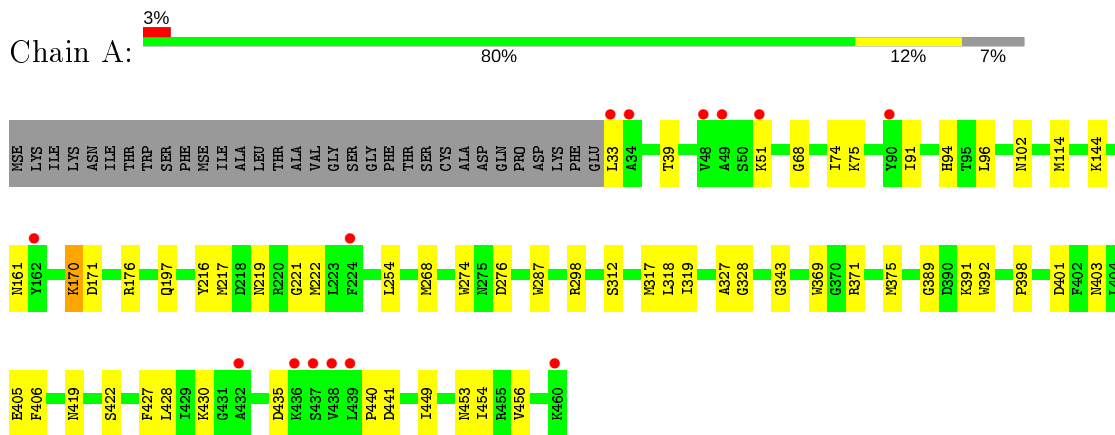 3%
Chain A:
80% 12% 7%
MSE LYS ILE ILE LYS ASN ILE THR TRP SER PHE MSE ILE ALA LEU THR ALA VAL GLY SER GLY PHE THR SER CYS ALA ASP GLN PRO ASP LYS PHE GLU L33 A34 T39 V48 A49 S50 K51 G68 I74 K75 Y90 I91 H94 T95 L96 N102 M114 K144
N161 Y162 K170 D171 R176 Q197 Y216 M217 D218 N219 R220 G221 M222 L223 F224 L254 M268 W274 N275 D276 W287 R298 S312 M317 L318 I319 A327 G328 G343 W369 G370 R371 M375 G389 D390 K391 W392 P398 D401 F402 N403 L404
E405 F406 N419 S422 F427 L428 I429 K430 G431 A432 D435 K436 S437 V438 L439 P440 D441 I449 N453 I454 R455 V456 K460